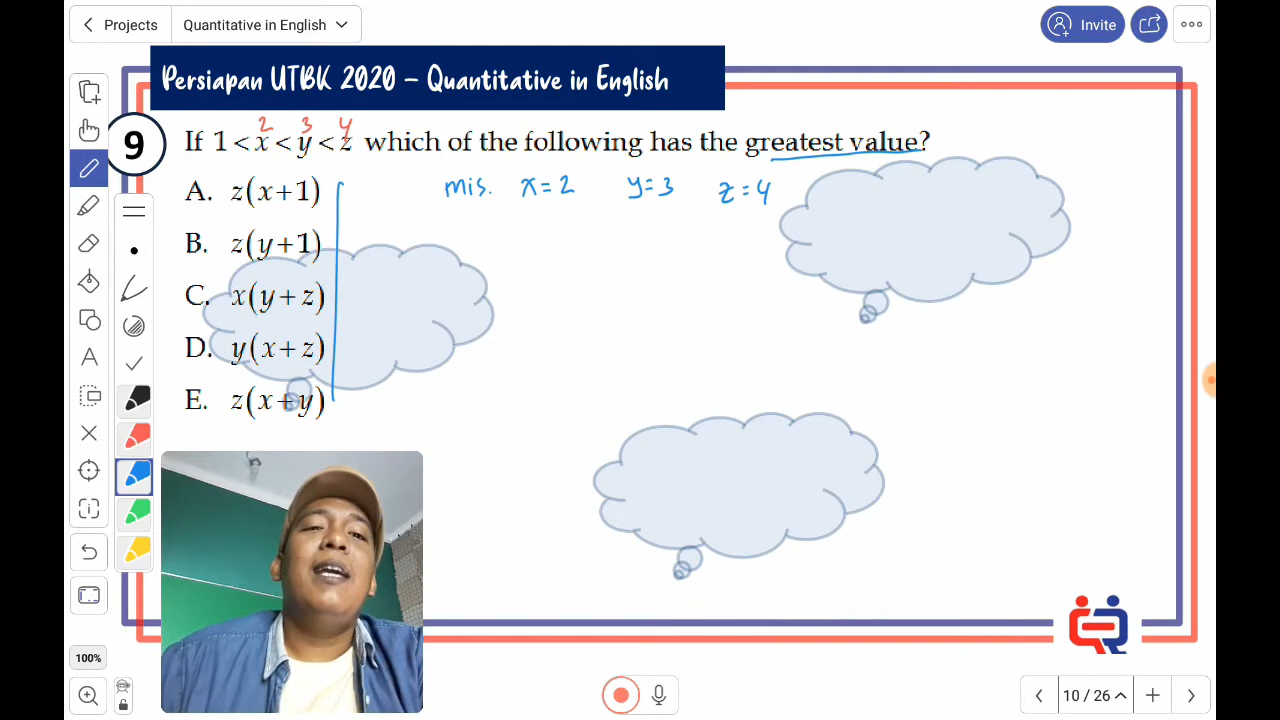 Projects
Quantitative in English
Invite
Persiapan UTBK 2020 – Quantitative in English
2 3 4
9 If 1 < x < y < z which of the following has the greatest value?
mis. x = 2 y = 3 z = 4
A. z(x+1)
B. z(y+1)
C. x(y+z)
D. y(x+z)
E. z(x+y)
A
100%
10 / 26